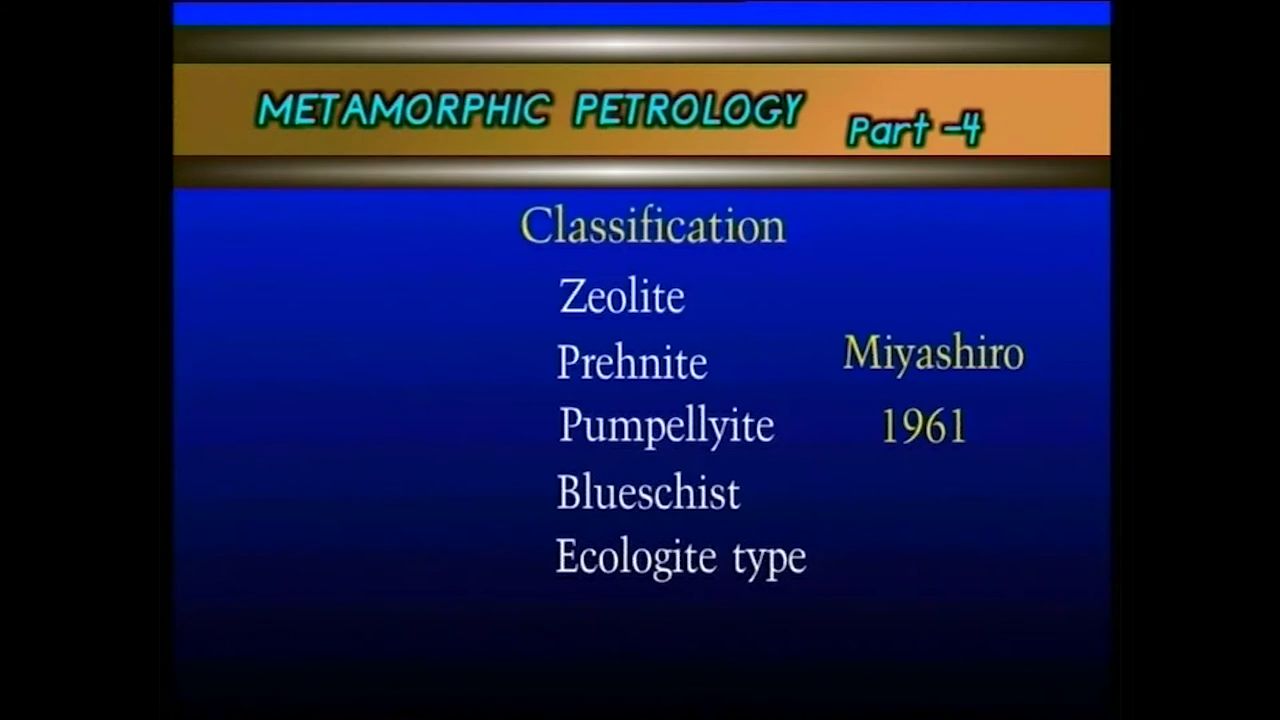 METAMORPHIC PETROLOGY Part -4
Classification
Zeolite
Prehnite
Miyashiro
Pumpellyite
1961
Blueschist
Ecologite type